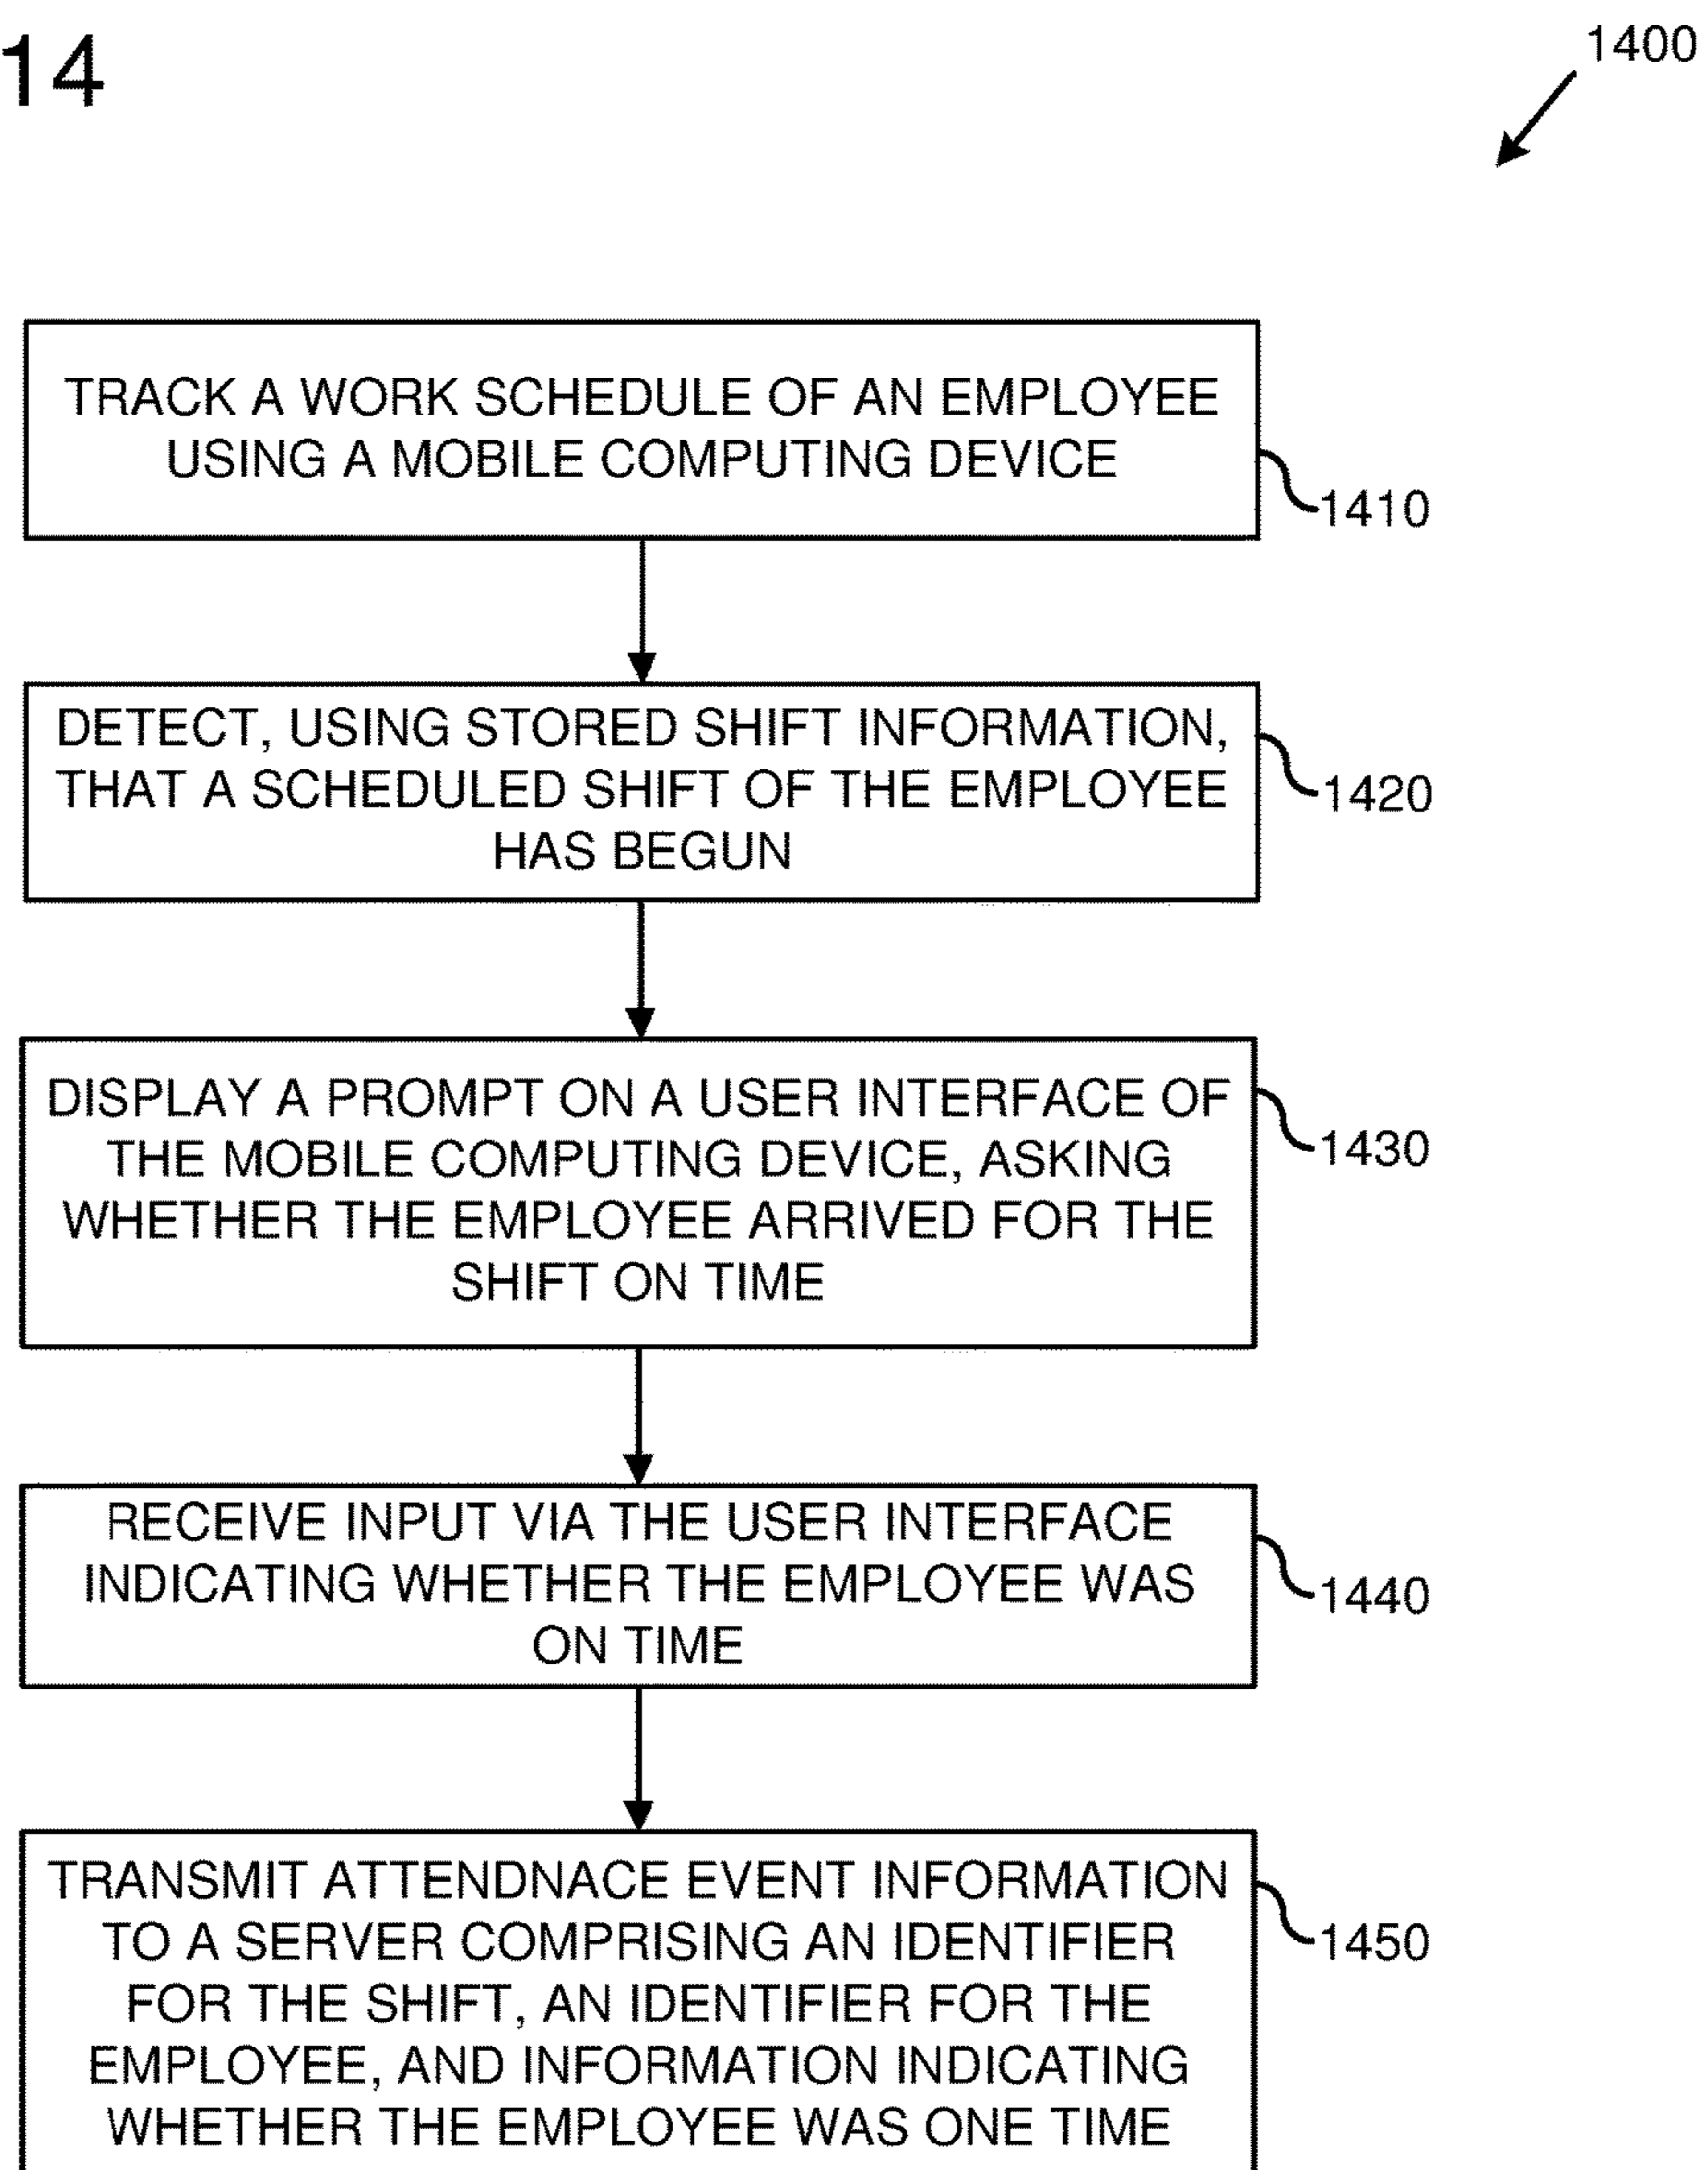 14
1400
TRACK A WORK SCHEDULE OF AN EMPLOYEE
USING A MOBILE COMPUTING DEVICE
1410
DETECT, USING STORED SHIFT INFORMATION,
THAT A SCHEDULED SHIFT OF THE EMPLOYEE
HAS BEGUN
1420
DISPLAY A PROMPT ON A USER INTERFACE OF
THE MOBILE COMPUTING DEVICE, ASKING
WHETHER THE EMPLOYEE ARRIVED FOR THE
SHIFT ON TIME
1430
RECEIVE INPUT VIA THE USER INTERFACE
INDICATING WHETHER THE EMPLOYEE WAS
ON TIME
1440
TRANSMIT ATTENDNACE EVENT INFORMATION
TO A SERVER COMPRISING AN IDENTIFIER
FOR THE SHIFT, AN IDENTIFIER FOR THE
EMPLOYEE, AND INFORMATION INDICATING
WHETHER THE EMPLOYEE WAS ONE TIME
1450